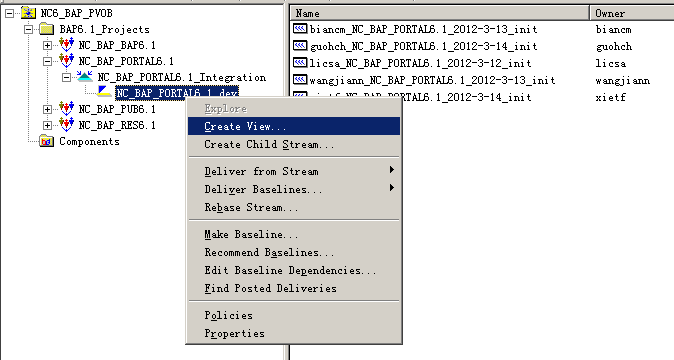 NC6_BAP_PVOB
BAP6.1_Projects
NC_BAP_BAP6.1
NC_BAP_PORTAL6.1
NC_BAP_PORTAL6.1_Integration
NC_BAP_PORTAL6.1_dev
NC_BAP_PUB6.1
NC_BAP_RES6.1
Components
Explore
Create View...
Create Child Stream...
Deliver from Stream
Deliver Baselines...
Rebase Stream...
Make Baseline...
Recommend Baselines...
Edit Baseline Dependencies...
Find Posted Deliveries
Policies
Properties
Name Owner
biancm_NC_BAP_PORTAL6.1_2012-3-13_init biancm
guohch_NC_BAP_PORTAL6.1_2012-3-14_init guohch
licsa_NC_BAP_PORTAL6.1_2012-3-12_init licsa
wangjiann_NC_BAP_PORTAL6.1_2012-3-13_init wangjiann
xietf_NC_BAP_PORTAL6.1_2012-3-14_init xietf